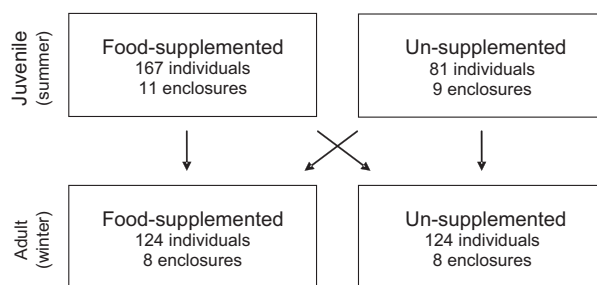 Juvenile
(summer)
Food-supplemented
167 individuals
11 enclosures
Un-supplemented
81 individuals
9 enclosures
Adult
(winter)
Food-supplemented
124 individuals
8 enclosures
Un-supplemented
124 individuals
8 enclosures